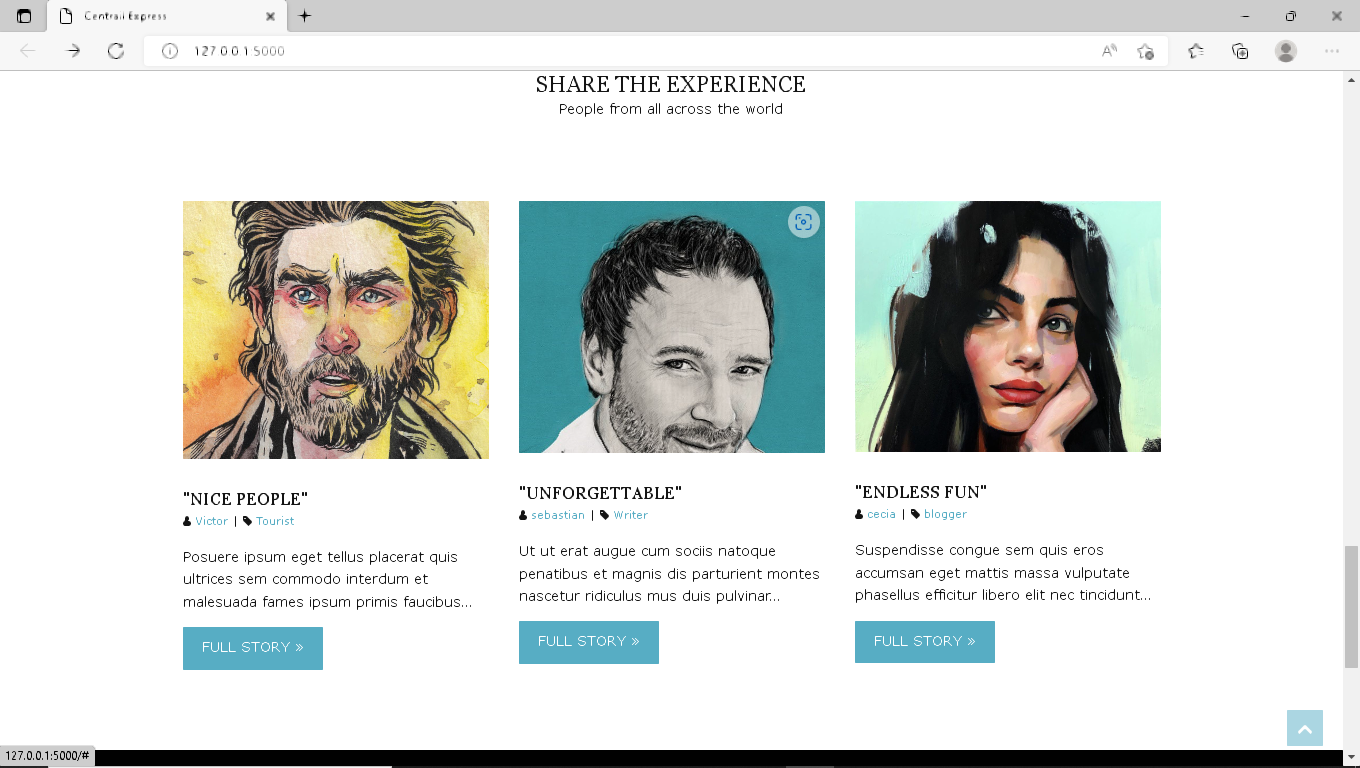 Centrail Express
127.0.0.1:5000
SHARE THE EXPERIENCE
People from all across the world
"NICE PEOPLE"
Victor | Tourist
Posuere ipsum eget tellus placerat quis
ultrices sem commodo interdum et
malesuada fames ipsum primis faucibus...
FULL STORY »
"UNFORGETTABLE"
sebastian | Writer
Ut ut erat augue cum sociis natoque
penatibus et magnis dis parturient montes
nascetur ridiculus mus duis pulvinar...
FULL STORY »
"ENDLESS FUN"
cecia | blogger
Suspendisse congue sem quis eros
accumsan eget mattis massa vulputate
phasellus efficitur libero elit nec tincidunt...
FULL STORY »
127.0.0.1:5000/#